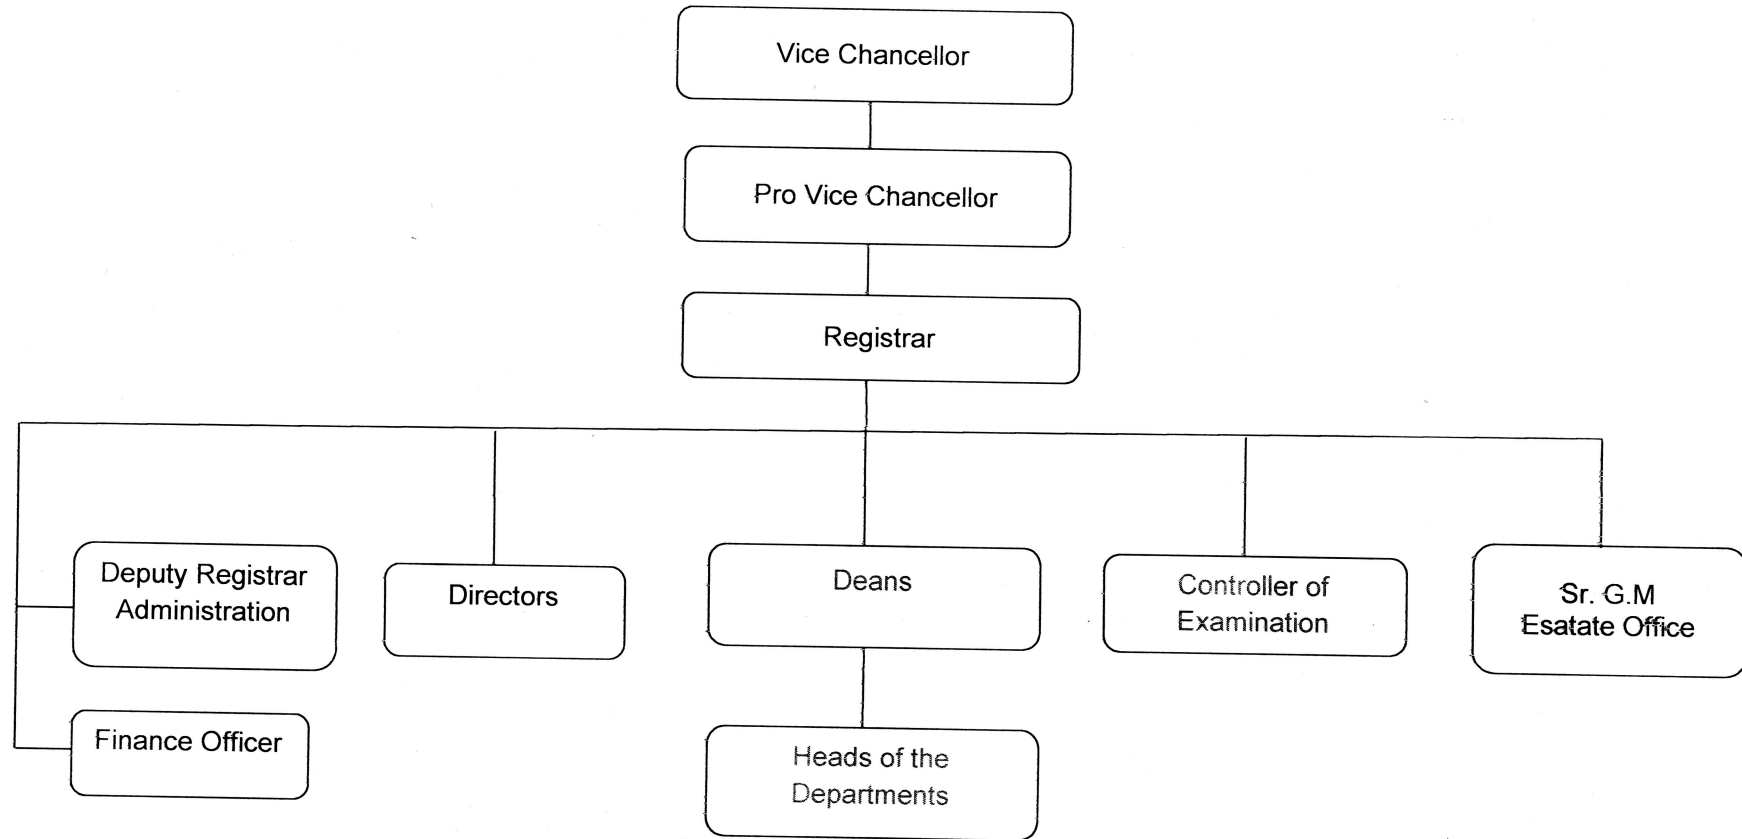 Vice Chancellor
Pro Vice Chancellor
Registrar
Deputy Registrar
Administration
Directors
Deans
Controller of
Examination
Sr. G.M
Esatate Office
Finance Officer
Heads of the
Departments